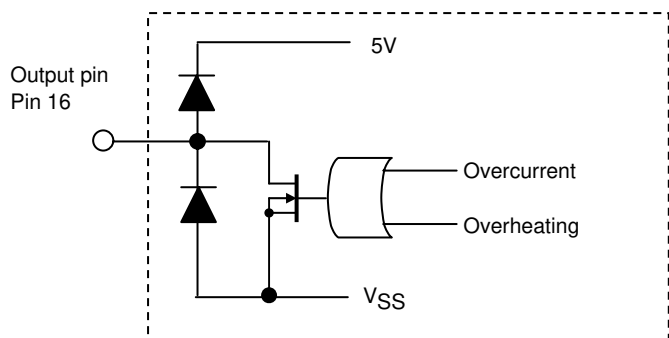 5V
Output pin
Pin 16
Overcurrent
Overheating
VSS